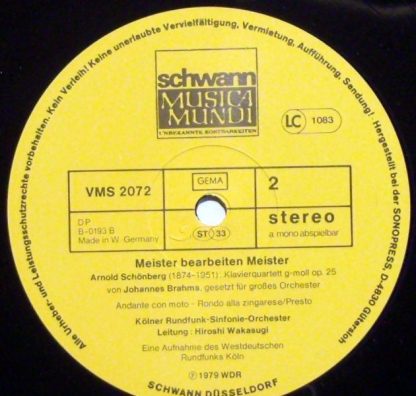 Alle Urheber- und Leistungsschutzrechte vorbehalten. Kein Verleih! Keine unerlaubte Vervielfältigung, Vermietung, Aufführung, Sendung! Hergestellt bei der SONOPRESS, D-4830 Gütersloh
schwann
MUSICA
MUNDI
UNBEKANNTE KOSTBARKEITEN
LC 1083
VMS 2072
GEMA
2
DP
B-0193 B
Made in W. Germany
ST 33
stereo
a mono abspielbar
Meister bearbeiten Meister
Arnold Schönberg (1874-1951): Klavierquartett g-moll op. 25
von Johannes Brahms, gesetzt für großes Orchester
Andante con moto - Rondo alla zingarese/Presto
Kölner Rundfunk-Sinfonie-Orchester
Leitung: Hiroshi Wakasugi
Eine Aufnahme des Westdeutschen
Rundfunks Köln
Ⓟ 1979 WDR
SCHWANN DÜSSELDORF